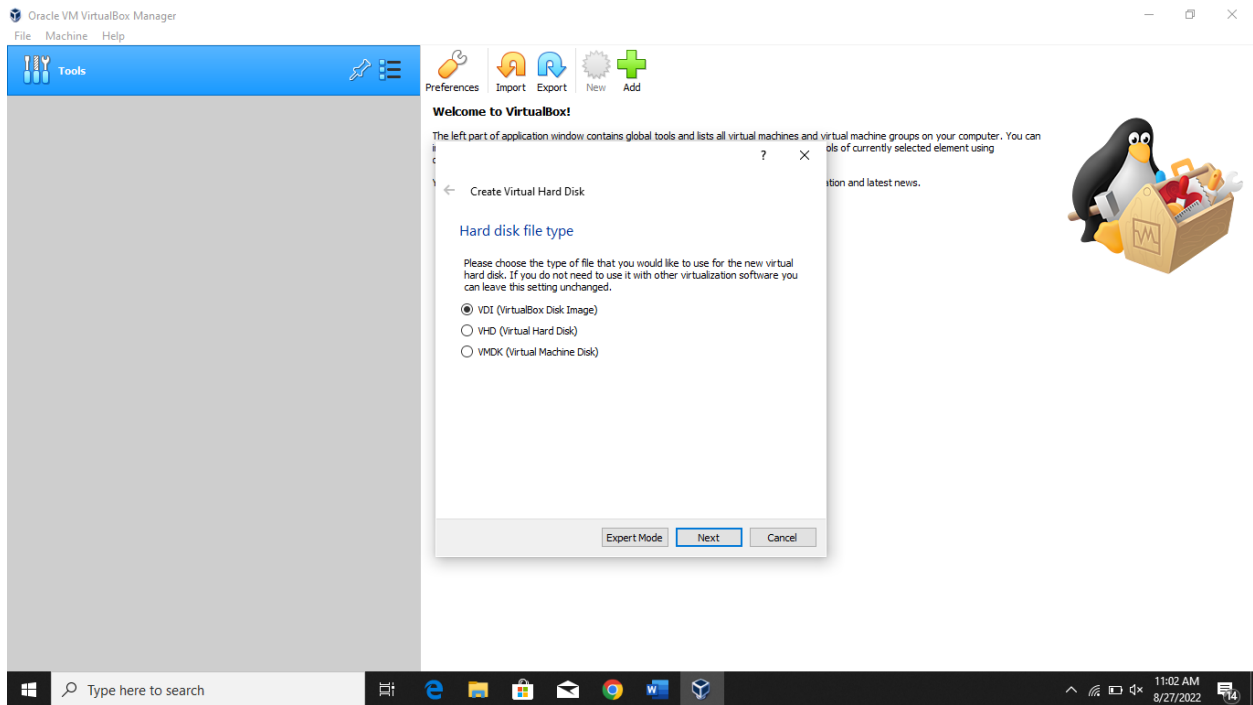 Oracle VM VirtualBox Manager
File Machine Help
Tools
Preferences Import Export New Add
Welcome to VirtualBox!
The left part of application window contains global tools and lists all virtual machines and virtual machine groups on your computer. You can
ols of currently selected element using
ation and latest news.
?
Create Virtual Hard Disk
Hard disk file type
Please choose the type of file that you would like to use for the new virtual
hard disk. If you do not need to use it with other virtualization software you
can leave this setting unchanged.
VDI (VirtualBox Disk Image)
VHD (Virtual Hard Disk)
VMDK (Virtual Machine Disk)
Expert Mode Next Cancel
Type here to search
11:02 AM
8/27/2022
14